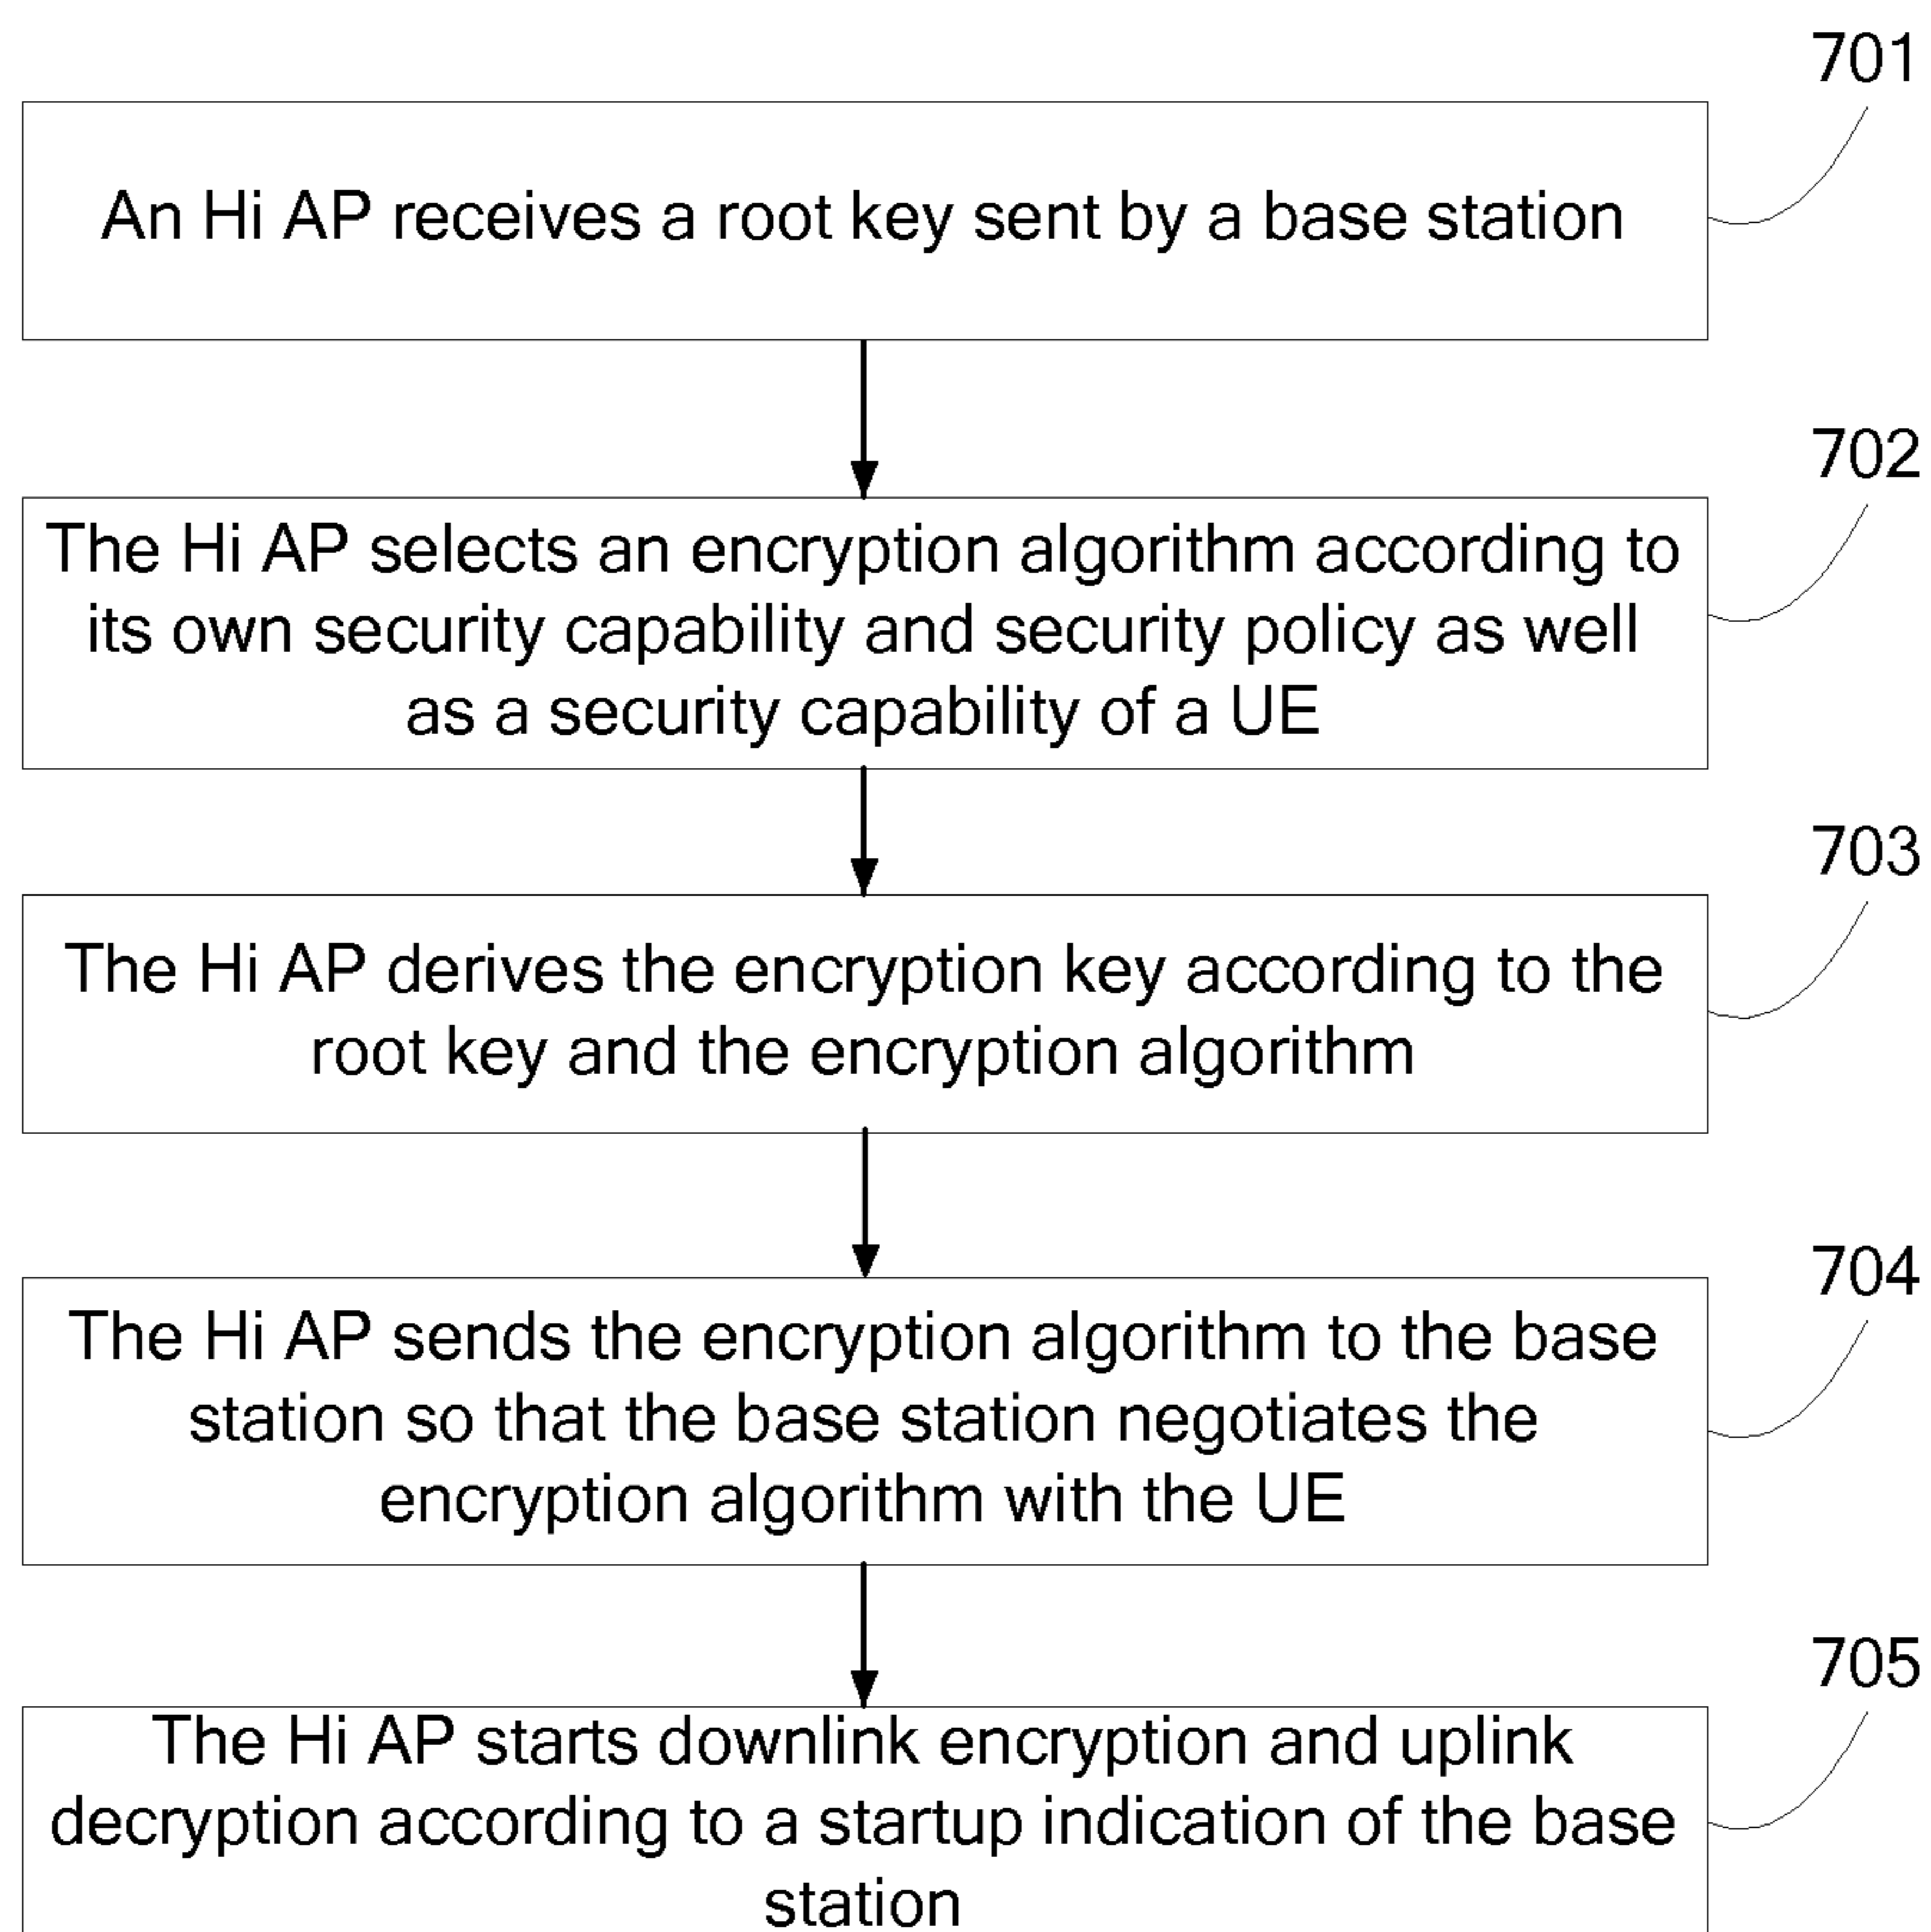 701
An Hi AP receives a root key sent by a base station
702
The Hi AP selects an encryption algorithm according to
its own security capability and security policy as well
as a security capability of a UE
703
The Hi AP derives the encryption key according to the
root key and the encryption algorithm
704
The Hi AP sends the encryption algorithm to the base
station so that the base station negotiates the
encryption algorithm with the UE
705
The Hi AP starts downlink encryption and uplink
decryption according to a startup indication of the base
station